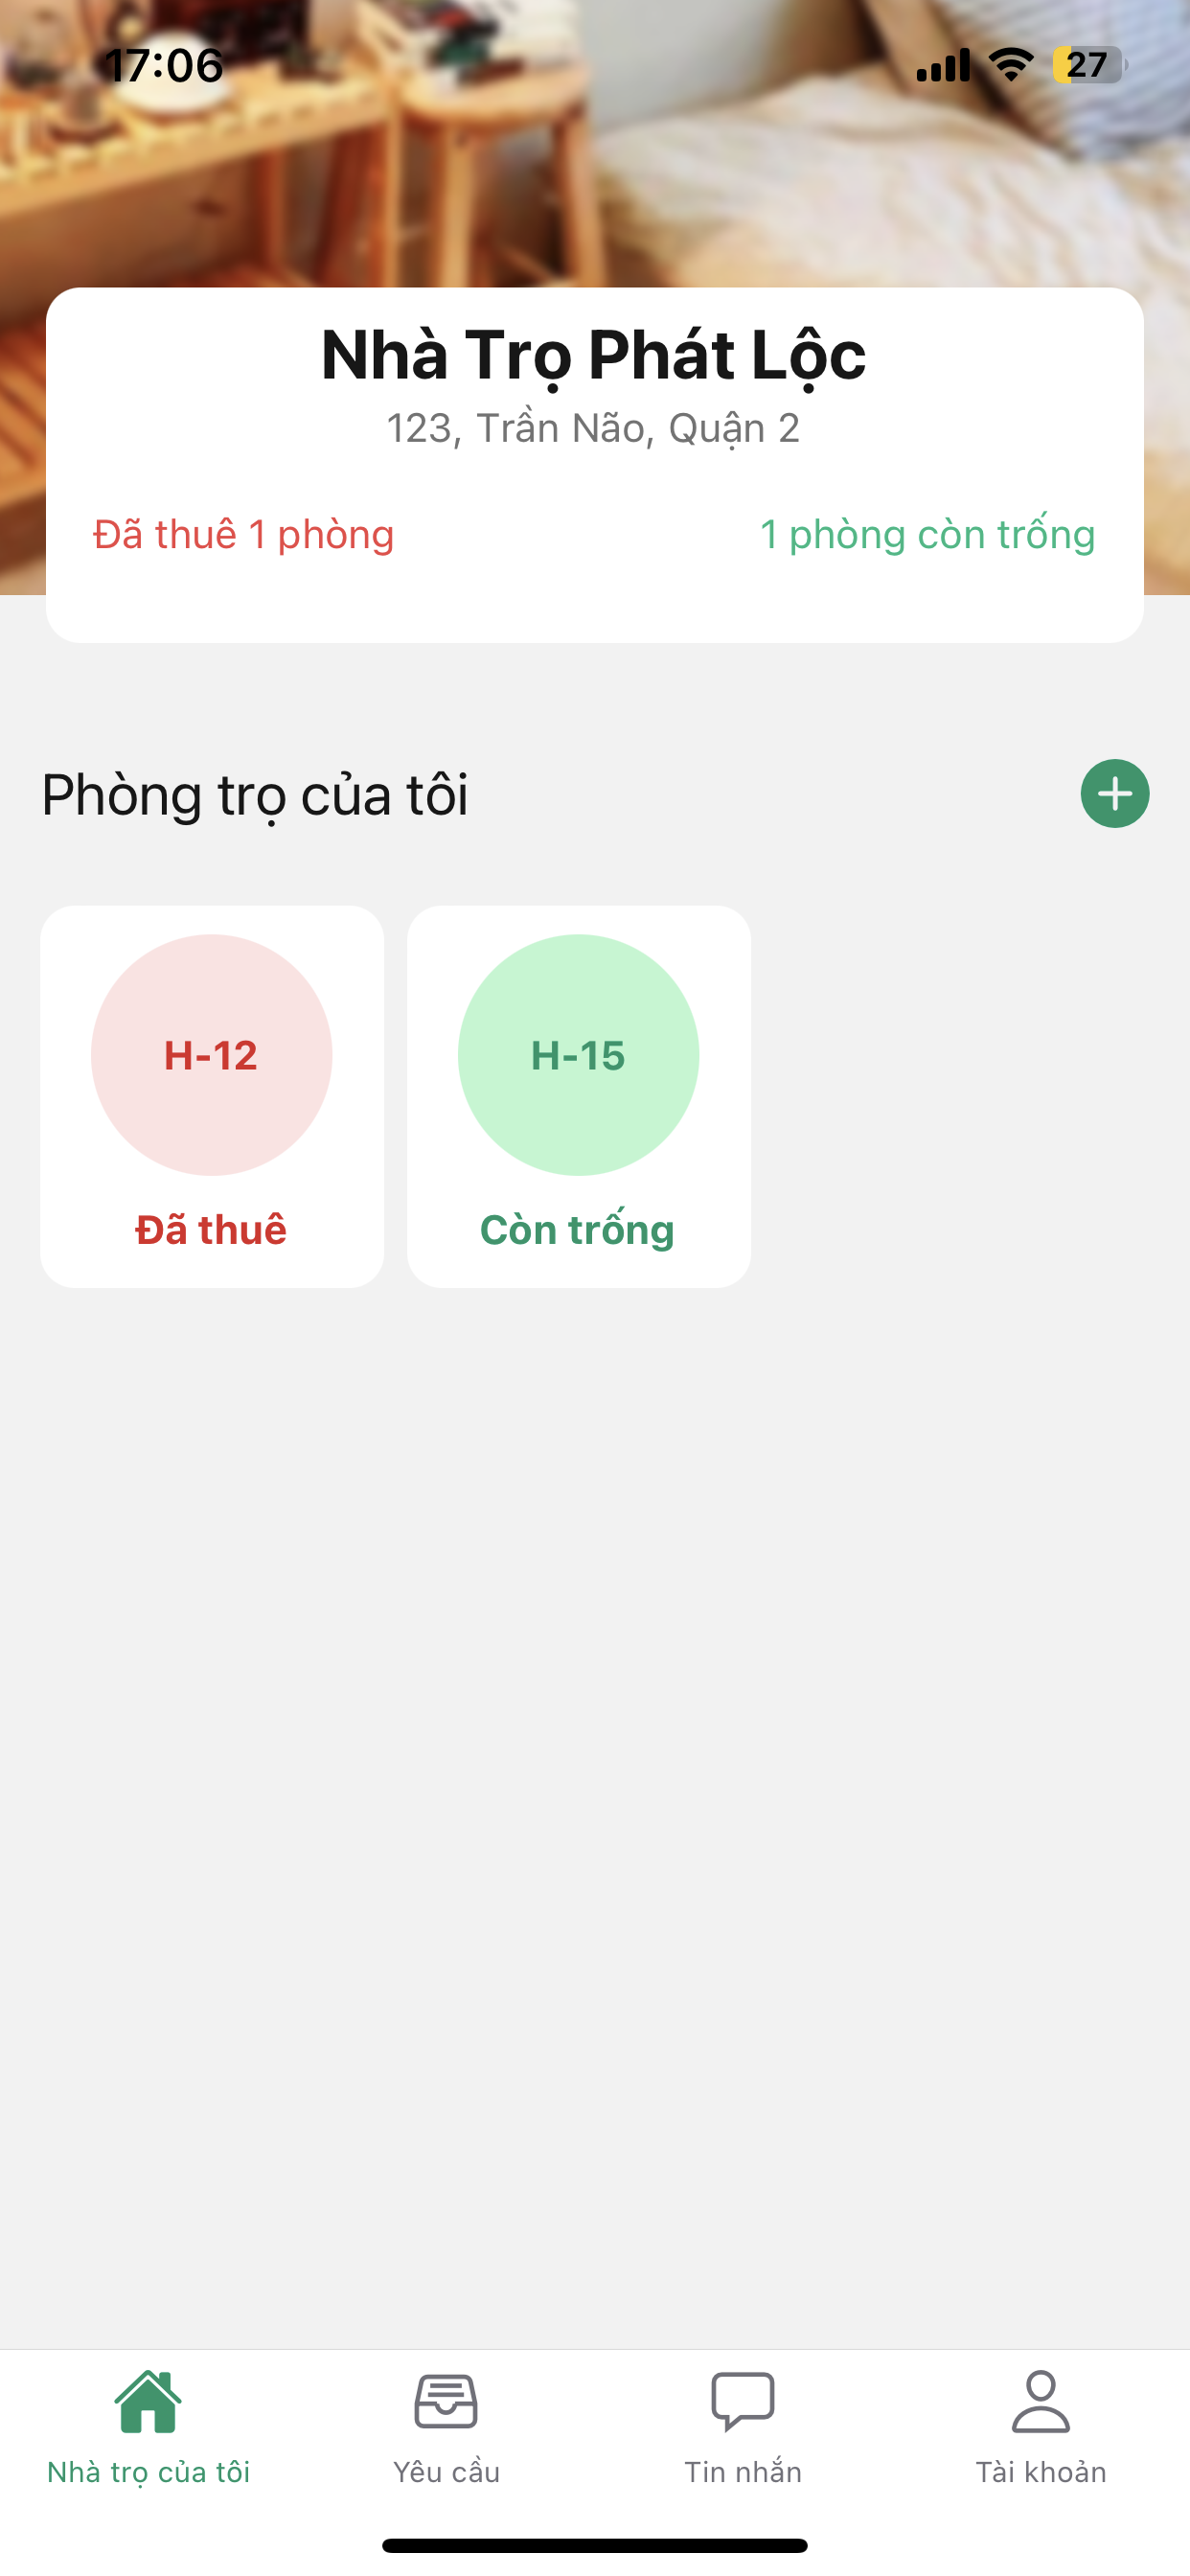 17:06
27
Nhà Trọ Phát Lộc
123, Trần Não, Quận 2
Đã thuê 1 phòng
1 phòng còn trống
Phòng trọ của tôi
H-12
H-15
Đã thuê
Còn trống
Nhà trọ của tôi
Yêu cầu
Tin nhắn
Tài khoản